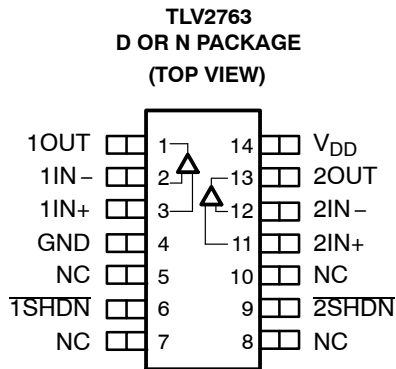 TLV2763
D OR N PACKAGE
(TOP VIEW)
1OUT 1 14 VDD
1IN− 2 13 2OUT
1IN+ 3 12 2IN−
GND 4 11 2IN+
NC 5 10 NC
1SHDN 6 9 2SHDN
NC 7 8 NC